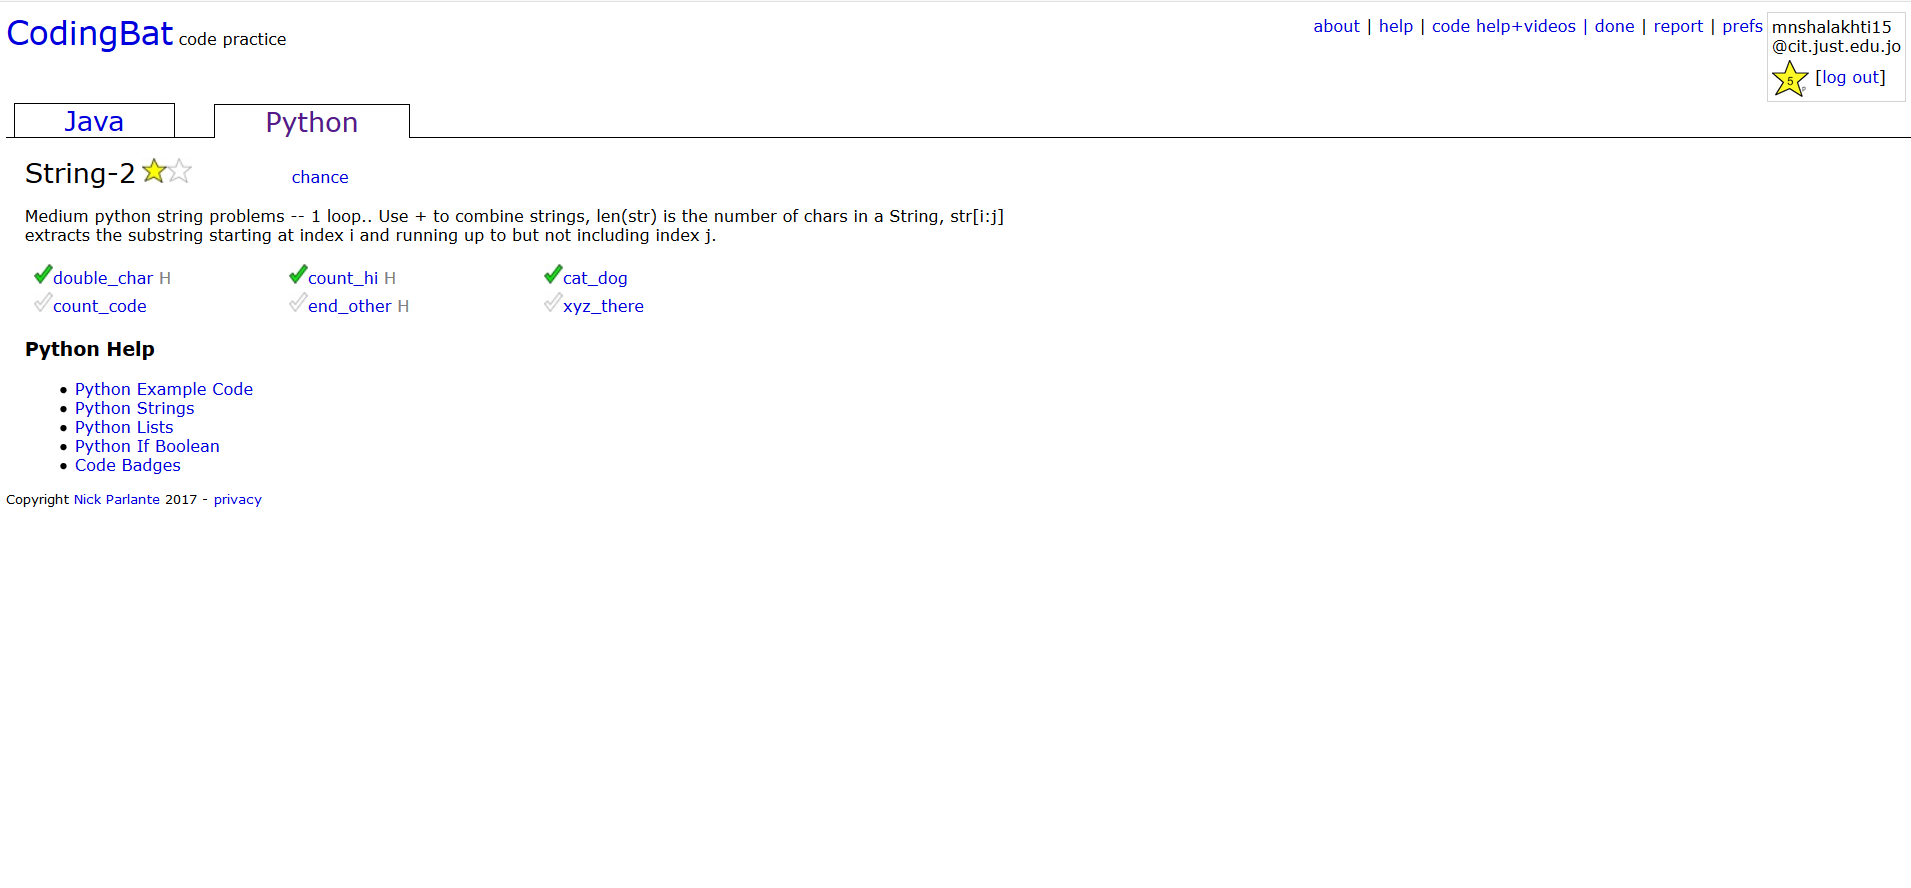 CodingBat code practice
about | help | code help+videos | done | report | prefs
mnshalakhti15
@cit.just.edu.jo
5 P [log out]
Java Python
String-2 chance
Medium python string problems -- 1 loop.. Use + to combine strings, len(str) is the number of chars in a String, str[i:j]
extracts the substring starting at index i and running up to but not including index j.
double_char H count_hi H cat_dog
count_code end_other H xyz_there
Python Help
• Python Example Code
• Python Strings
• Python Lists
• Python If Boolean
• Code Badges
Copyright Nick Parlante 2017 - privacy